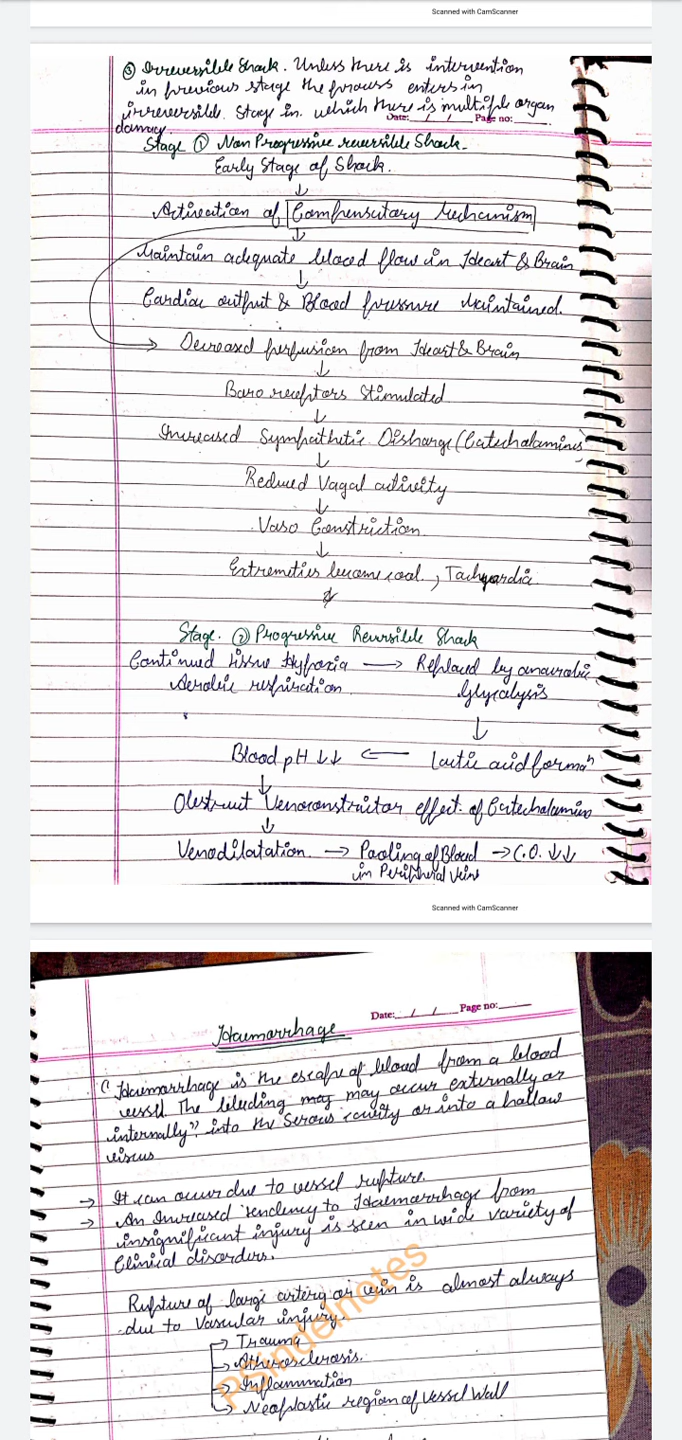 Scanned with CamScanner
③ Irreversible Shock. Unless there is intervention
in previous stage the process enters in
irreversible. Stage in. which there is multiple organ
Date: / / Page no:
damage.
Stage ① Non Progressive reversible Shock.
Early Stage of Shock.
↓
Activation of Compensatory Mechanism
↓
Maintain adequate blood flow in Heart & Brain
↓
Cardiac output & Blood pressure Maintained.
→ Decreased perfusion from Heart & Brain
↓
Baro receptors Stimulated
↓
Increased Sympathetic Discharge (Catechalamines
↓
Reduced Vagal activity
↓
Vaso Constriction
↓
Extremeties become cool, Tachycardia
Stage. ② Progressive Reversible Shock
Continued tissue Hypoxia → Replaced by anaerobic
Aerobic respiration. Glycolysis
↓
Blood pH ↓↓ ← Lactic acid formaⁿ
↓
Obstruct Venoconstrictor effect of Catechalamins
↓
Venodilatation → Pooling of Blood → C.O. ↓↓
in Peripheral Veins
Scanned with CamScanner
Date: / / Page no:
Haemorrhage
" Haemorrhage is the escape of blood from a blood
vessel. The bleeding may may occur externally or
internally" into the Serous cavity or into a hallow
viscus
→ It can occur due to vessel rupture.
→ An Increased tendency to Haemorrhage from
insignificant injury is seen in wide variety of
Clinical disorders.
Rupture of large artery or vein is almost always
due to Vascular injury.
→ Trauma
→ Atherosclerosis.
→ Inflammation
→ Neoplastic region of Vessel Wall
PSindelnotes